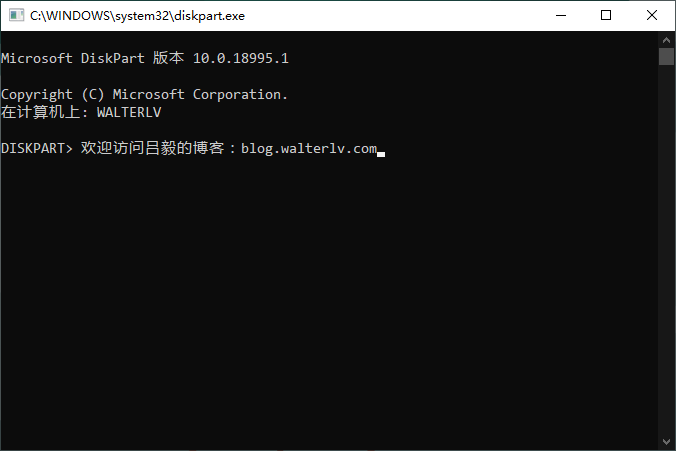 C:\WINDOWS\system32\diskpart.exe
Microsoft DiskPart 版本 10.0.18995.1
Copyright (C) Microsoft Corporation.
在计算机上: WALTERLV
DISKPART> 欢迎访问吕毅的博客：blog.walterlv.com